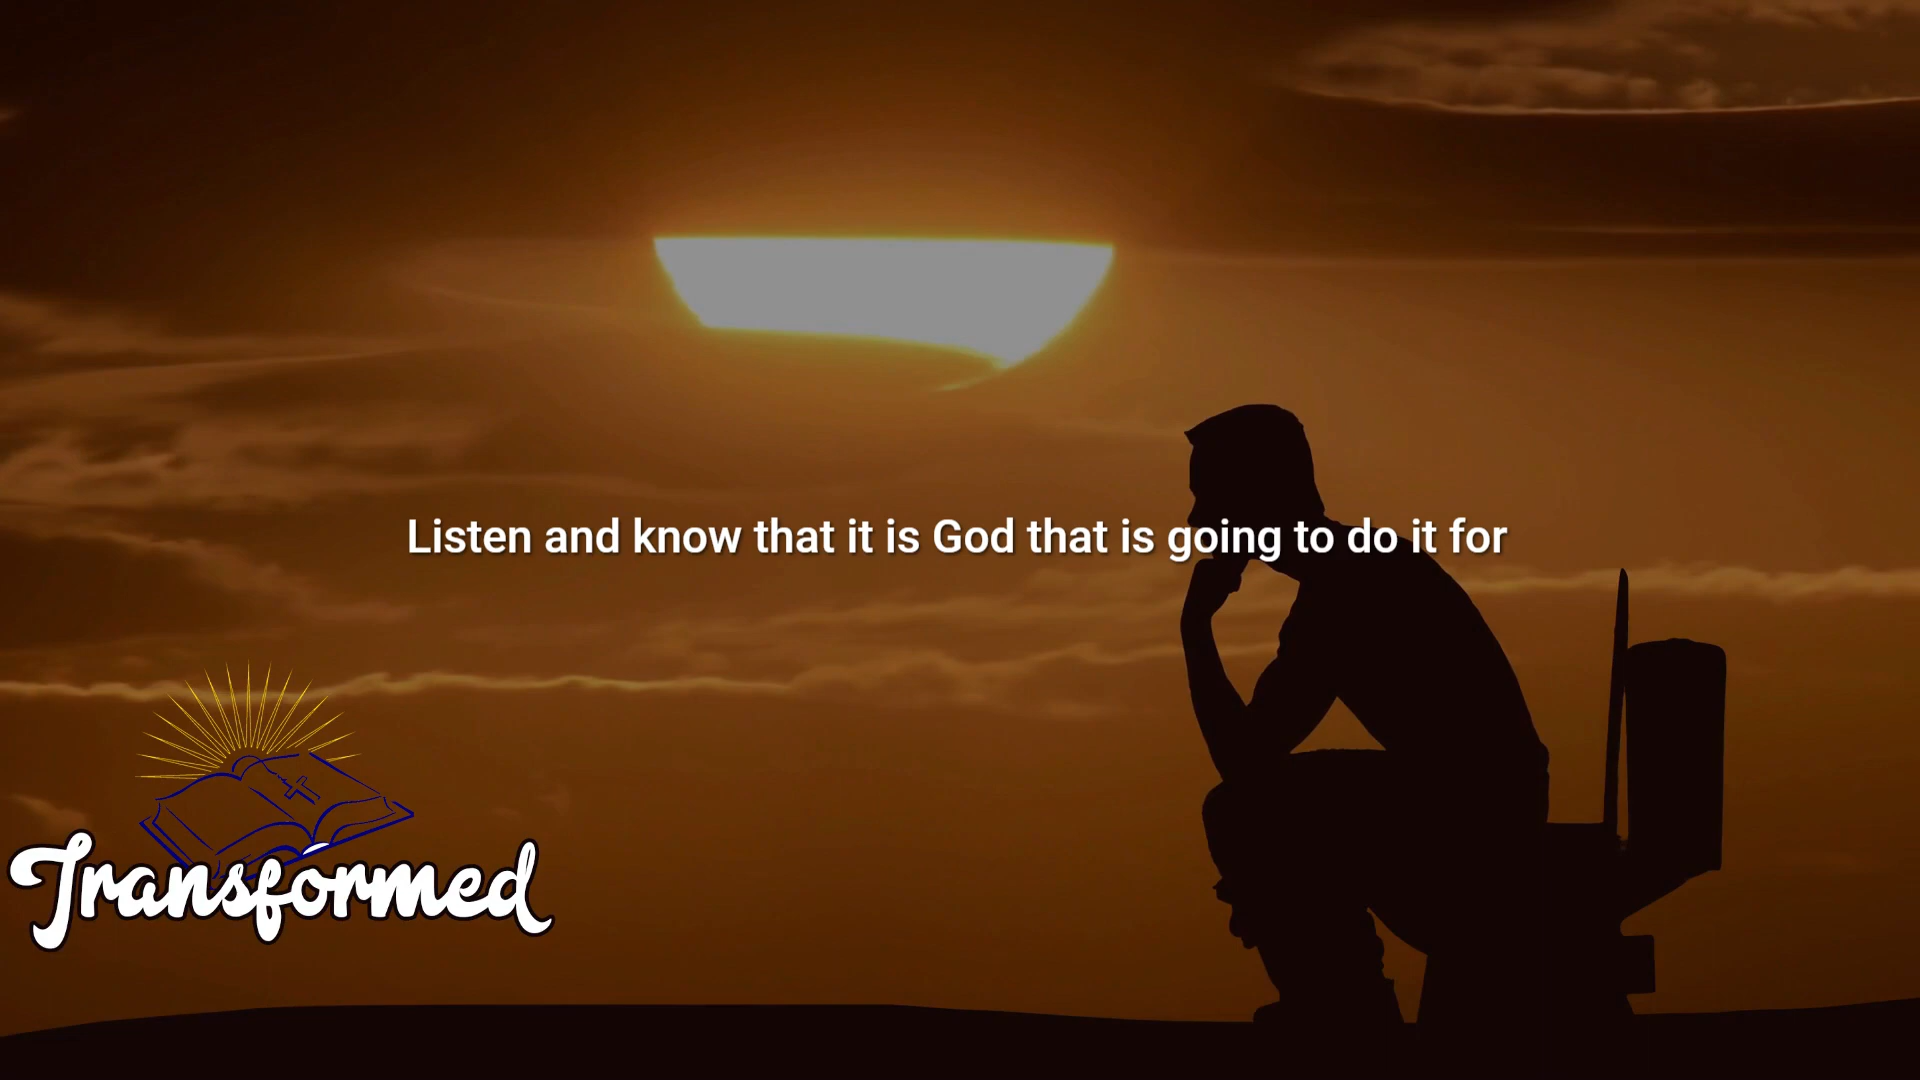 Listen and know that it is God that is going to do it for
Transformed